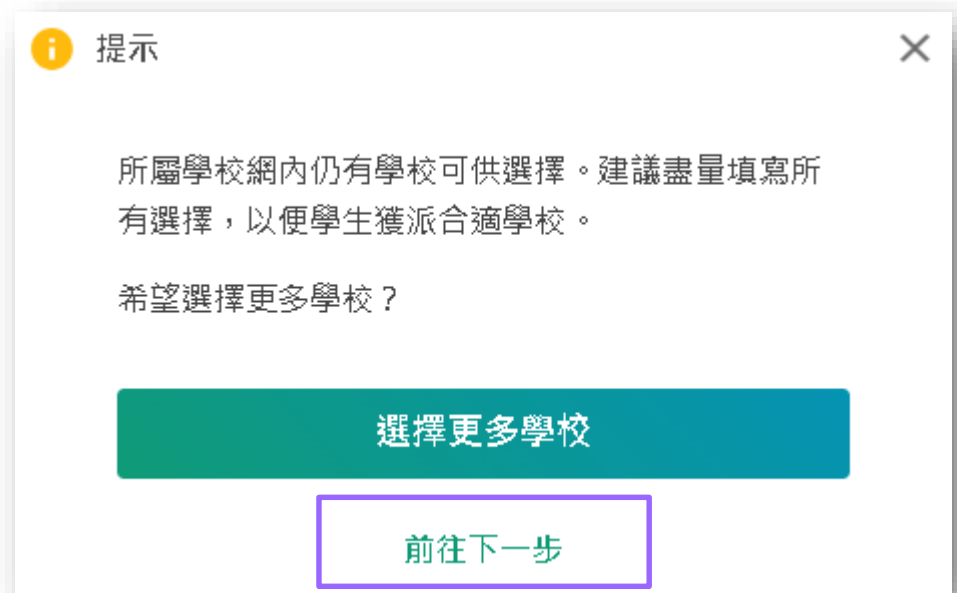 提示
所屬學校網內仍有學校可供選擇。建議盡量填寫所
有選擇，以便學生獲派合適學校。
希望選擇更多學校？
選擇更多學校
前往下一步